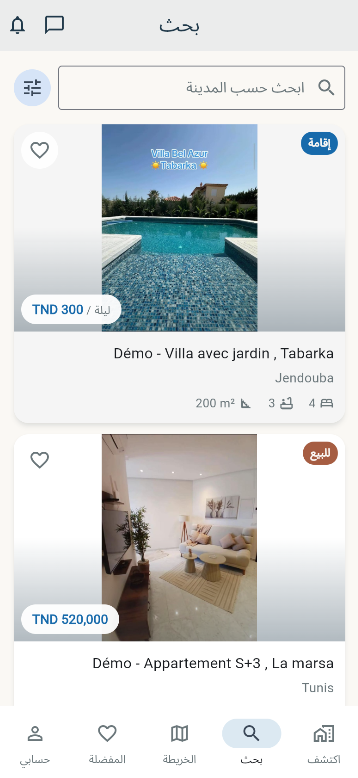 بحث
ابحث حسب المدينة
إقامة
Villa Bel Azur
Tabarka
TND 300 / ليلة
Démo - Villa avec jardin , Tabarka
Jendouba
4 3 200 m²
للبيع
TND 520,000
Démo - Appartement S+3 , La marsa
Tunis
اكتشف
بحث
الخريطة
المفضلة
حسابي